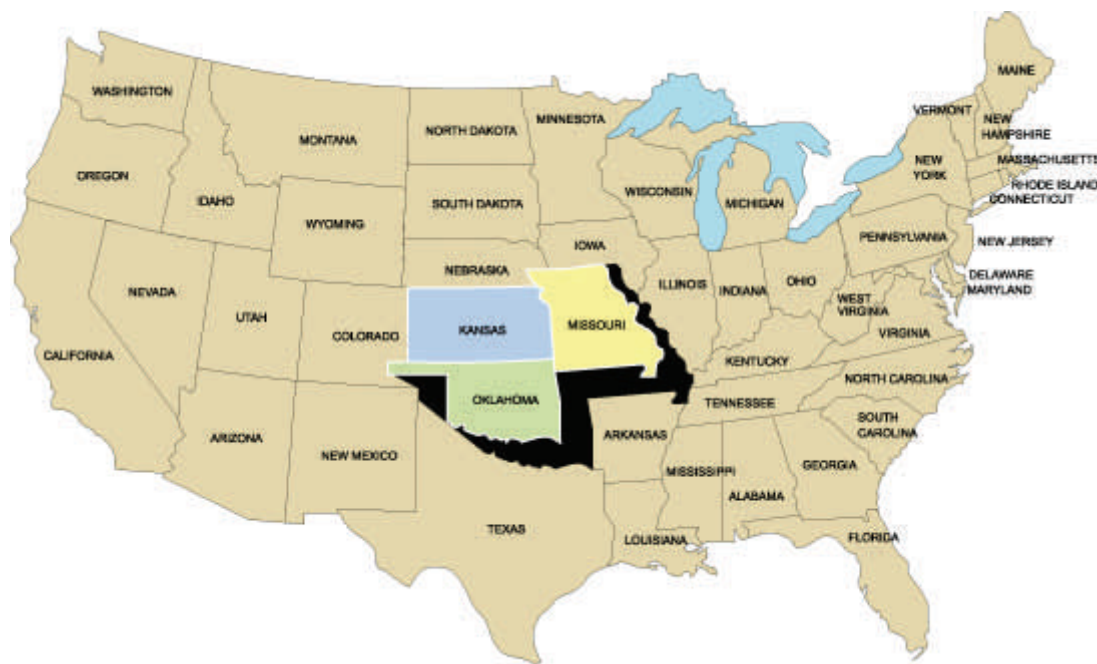 MAINE
WASHINGTON
VERMONT
NEW
HAMPSHIRE
MINNESOTA
NORTH DAKOTA
MONTANA
MASSACHUSETTS
NEW
YORK
OREGON
RHODE ISLAND
CONNECTICUT
WISCONSIN
IDAHO
SOUTH DAKOTA
MICHIGAN
WYOMING
PENNSYLVANIA
NEW JERSEY
IOWA
NEBRASKA
DELAWARE
MARYLAND
OHIO
ILLINOIS
INDIANA
NEVADA
WEST
VIRGINIA
UTAH
COLORADO
KANSAS
MISSOURI
VIRGINIA
CALIFORNIA
KENTUCKY
NORTH CAROLINA
OKLAHOMA
TENNESSEE
SOUTH
CAROLINA
ARKANSAS
ARIZONA
NEW MEXICO
GEORGIA
MISSISSIPPI
ALABAMA
TEXAS
LOUISIANA
FLORIDA